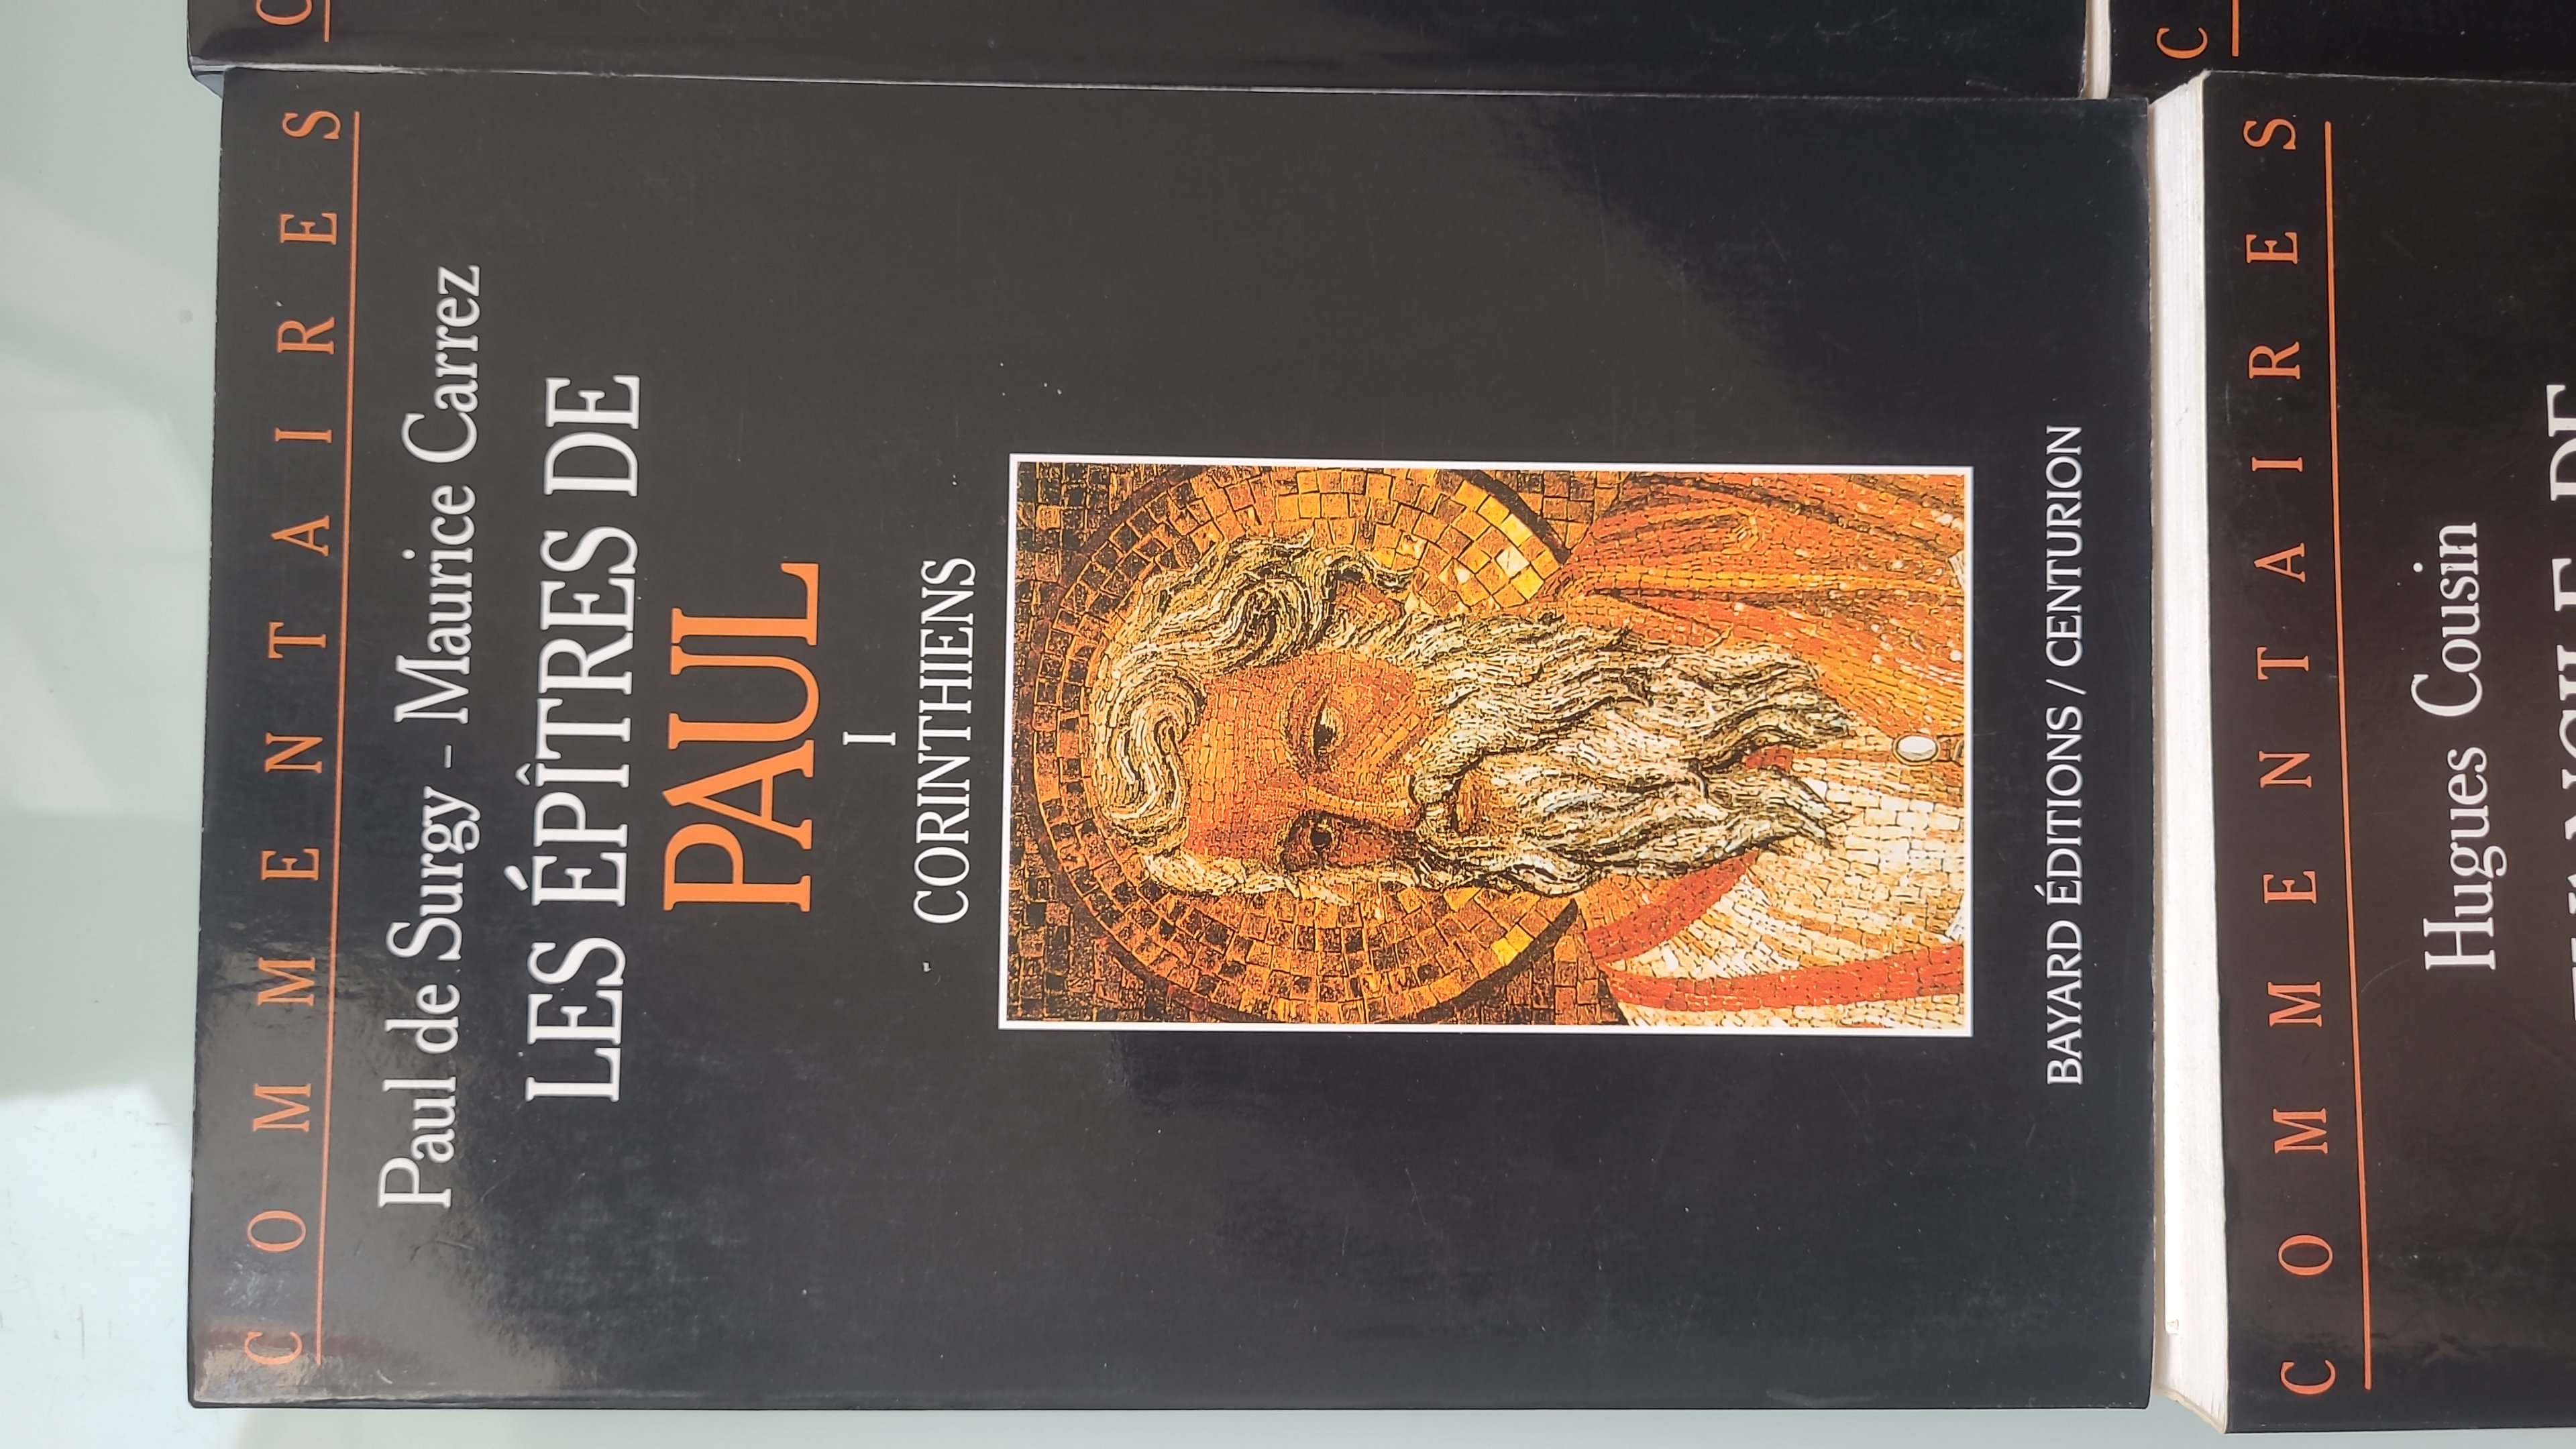 COMMENTAIRES
Paul de Surgy - Maurice Carrez
LES ÉPÎTRES DE
PAUL
I
CORINTHIENS
BAYARD ÉDITIONS / CENTURION
COMMENTAIRES
Hugues Cousin
C
C